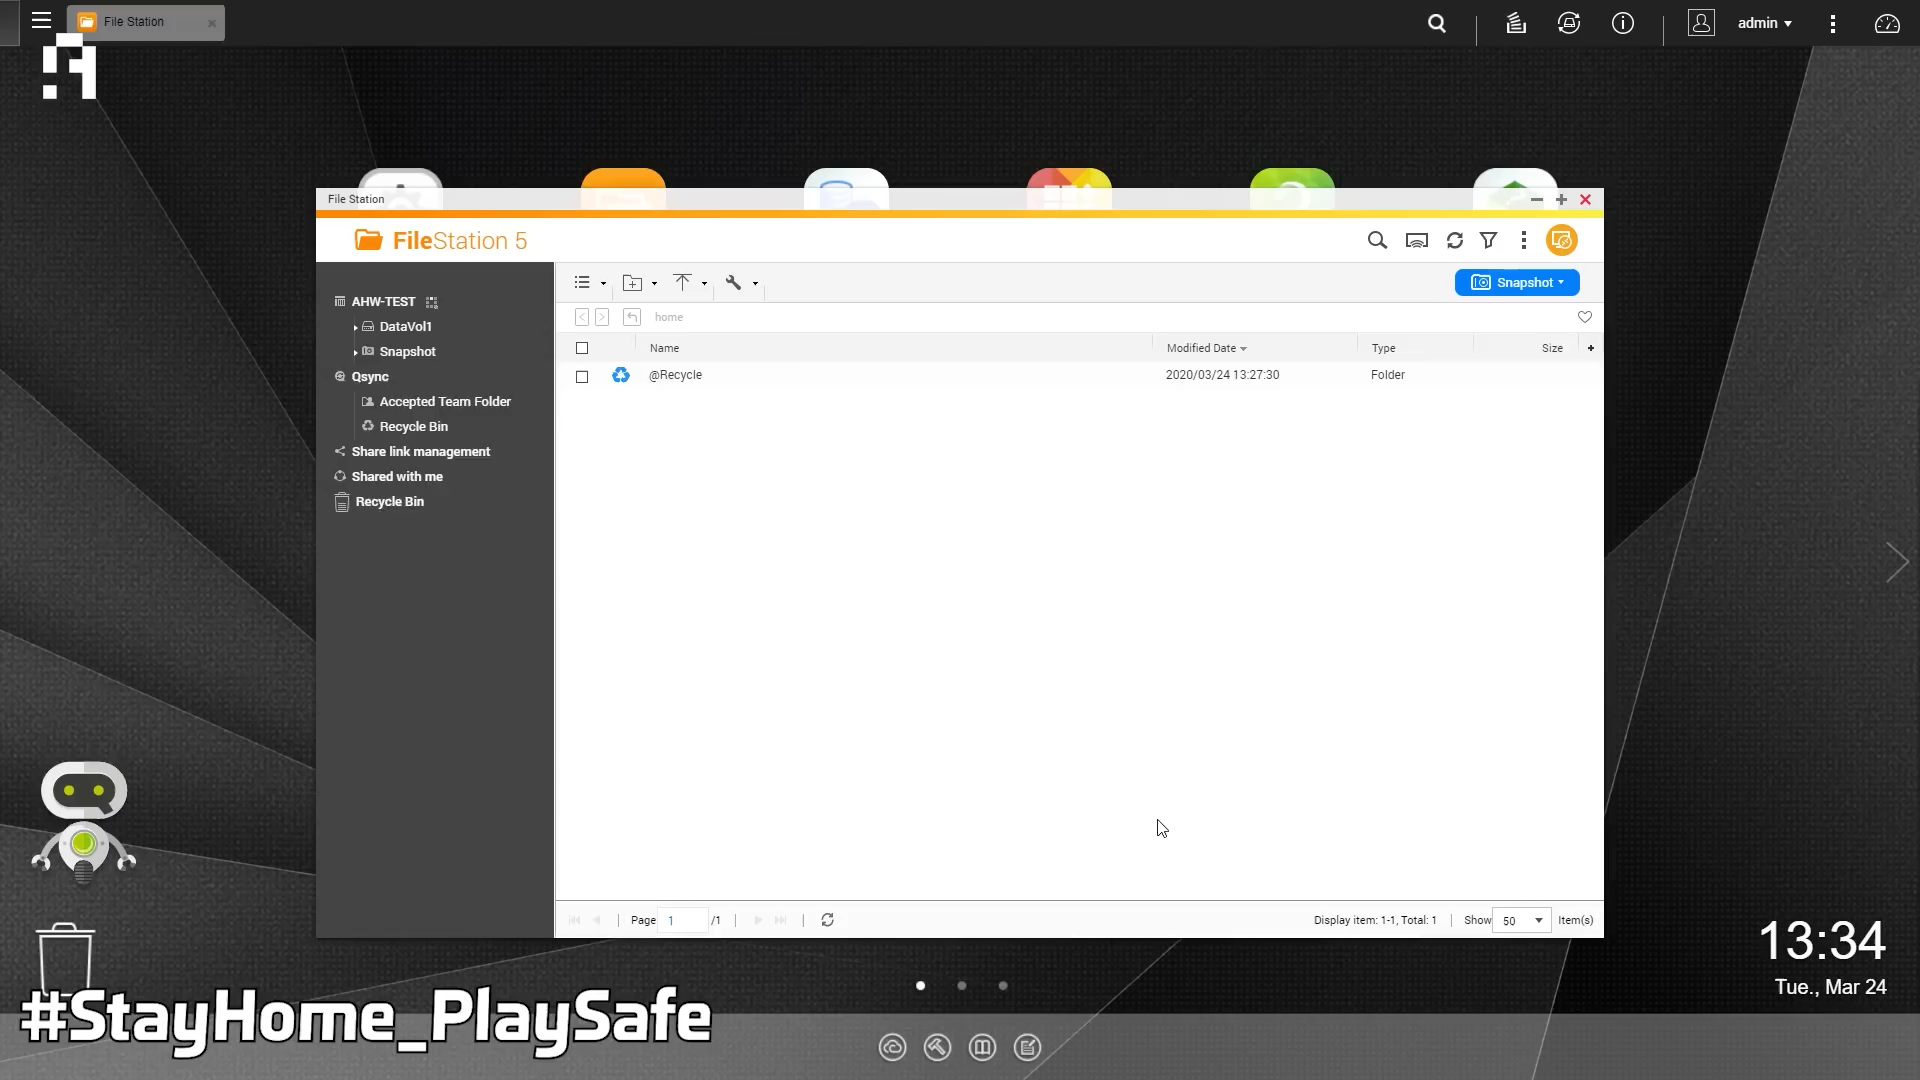 File Station
admin
File Station
FileStation 5
Snapshot
AHW-TEST
DataVol1
Snapshot
Qsync
Accepted Team Folder
Recycle Bin
Share link management
Shared with me
Recycle Bin
home
Name Modified Date Type Size
@Recycle 2020/03/24 13:27:30 Folder
Page 1 /1
Display item: 1-1, Total: 1 Show 50 Item(s)
13:34
Tue., Mar 24
#StayHome_PlaySafe